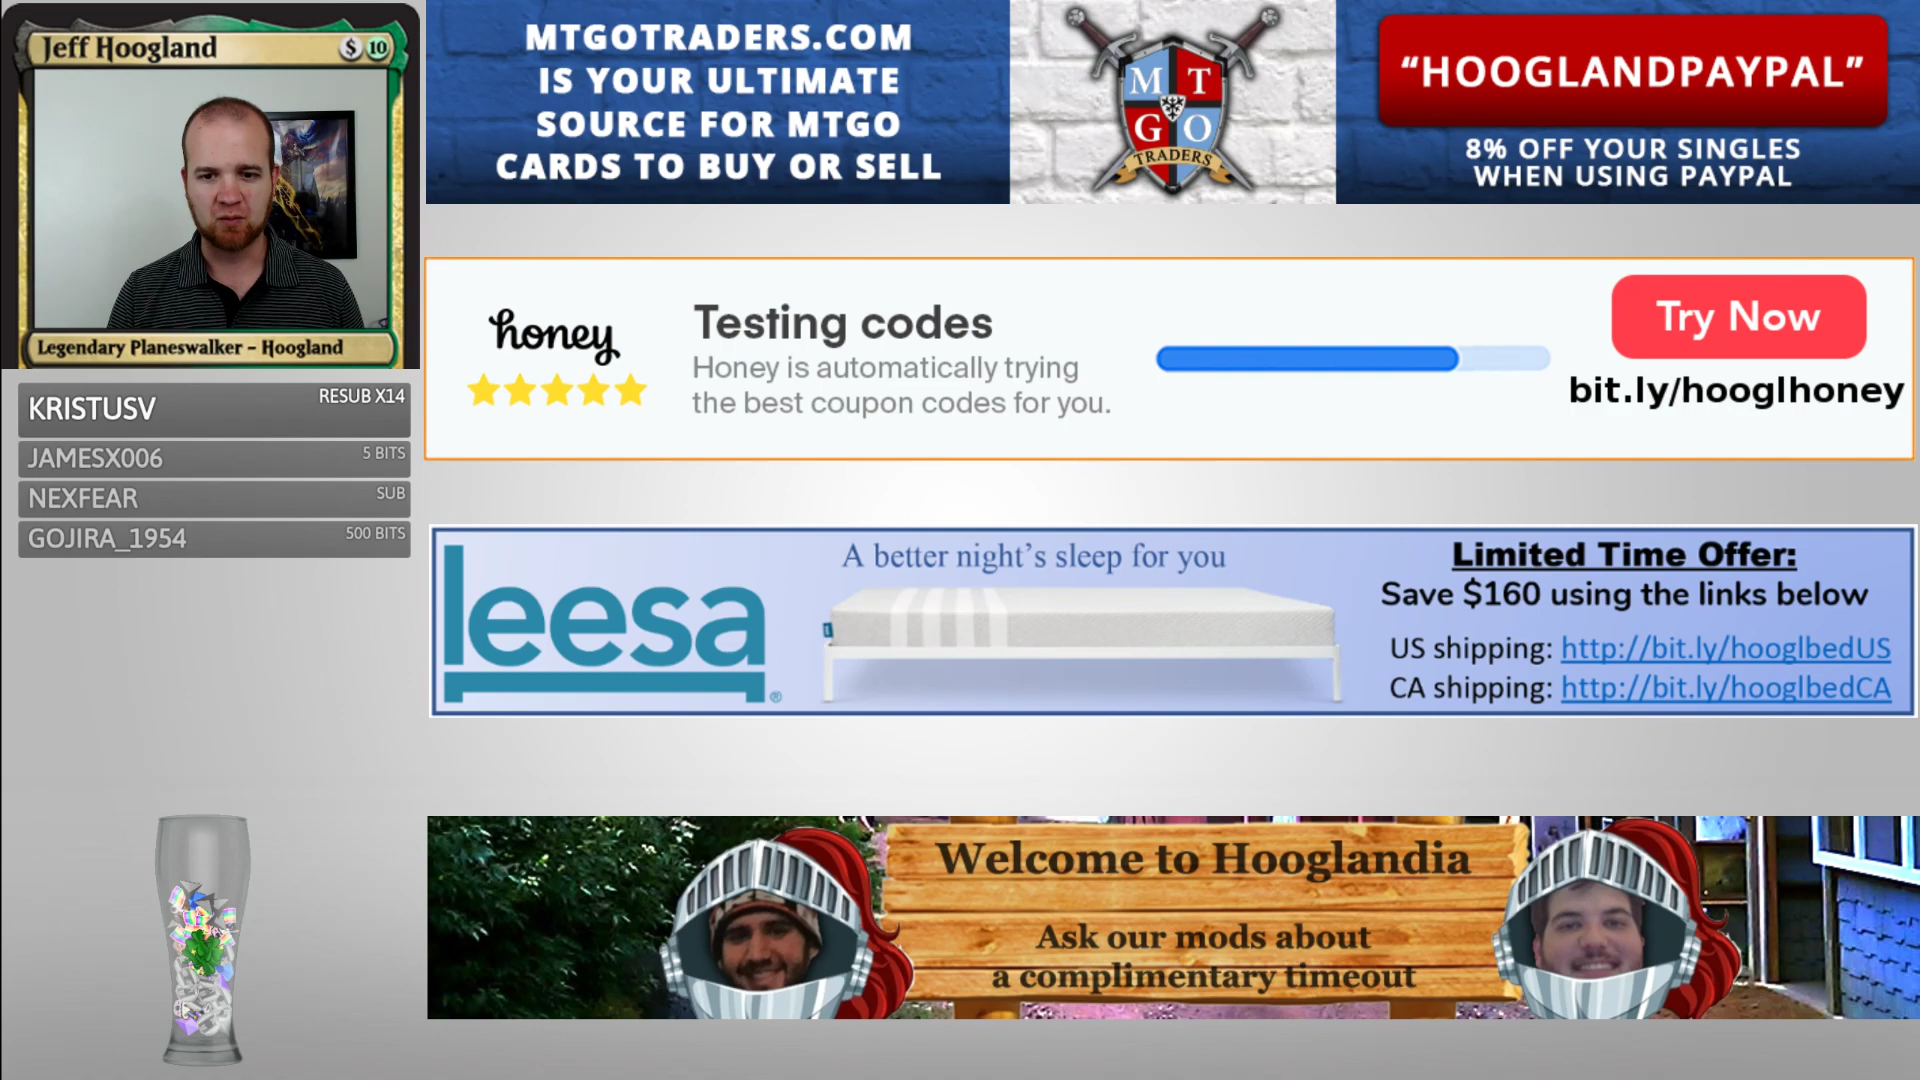 Jeff Hoogland
$ 10
Legendary Planeswalker – Hoogland
KRISTUSV
RESUB X14
JAMESX006
5 BITS
NEXFEAR
SUB
GOJIRA_1954
500 BITS
MTGOTRADERS.COM
IS YOUR ULTIMATE
SOURCE FOR MTGO
CARDS TO BUY OR SELL
M T
G O
TRADERS
“HOOGLANDPAYPAL”
8% OFF YOUR SINGLES
WHEN USING PAYPAL
honey
Testing codes
Honey is automatically trying
the best coupon codes for you.
Try Now
bit.ly/hooglhoney
leesa®
A better night’s sleep for you
Limited Time Offer:
Save $160 using the links below
US shipping: http://bit.ly/hooglbedUS
CA shipping: http://bit.ly/hooglbedCA
Welcome to Hooglandia
Ask our mods about
a complimentary timeout